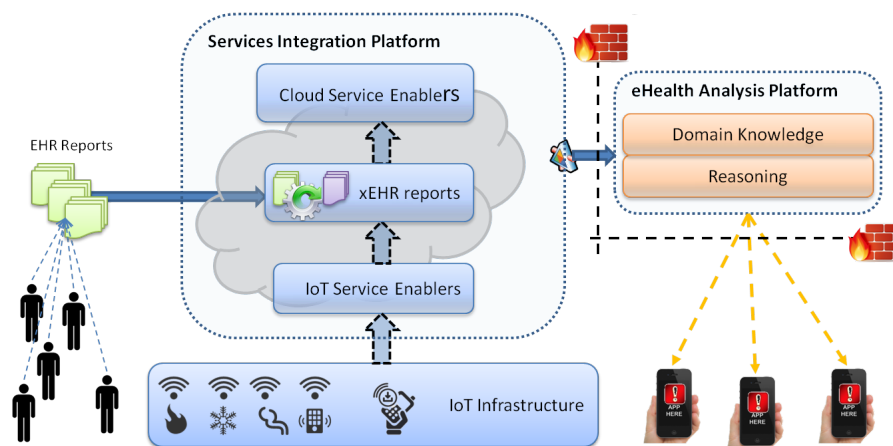 Services Integration Platform
Cloud Service Enablers
EHR Reports
xEHR reports
IoT Service Enablers
IoT Infrastructure
eHealth Analysis Platform
Domain Knowledge
Reasoning
APP
HERE
APP
HERE
APP
HERE